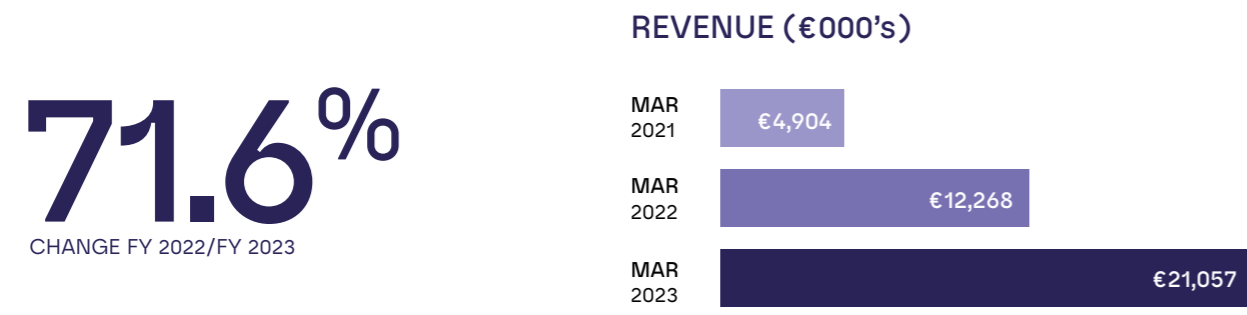 71.6%
CHANGE FY 2022/FY 2023
REVENUE (€000's)
MAR
2021
€4,904
MAR
2022
€12,268
MAR
2023
€21,057